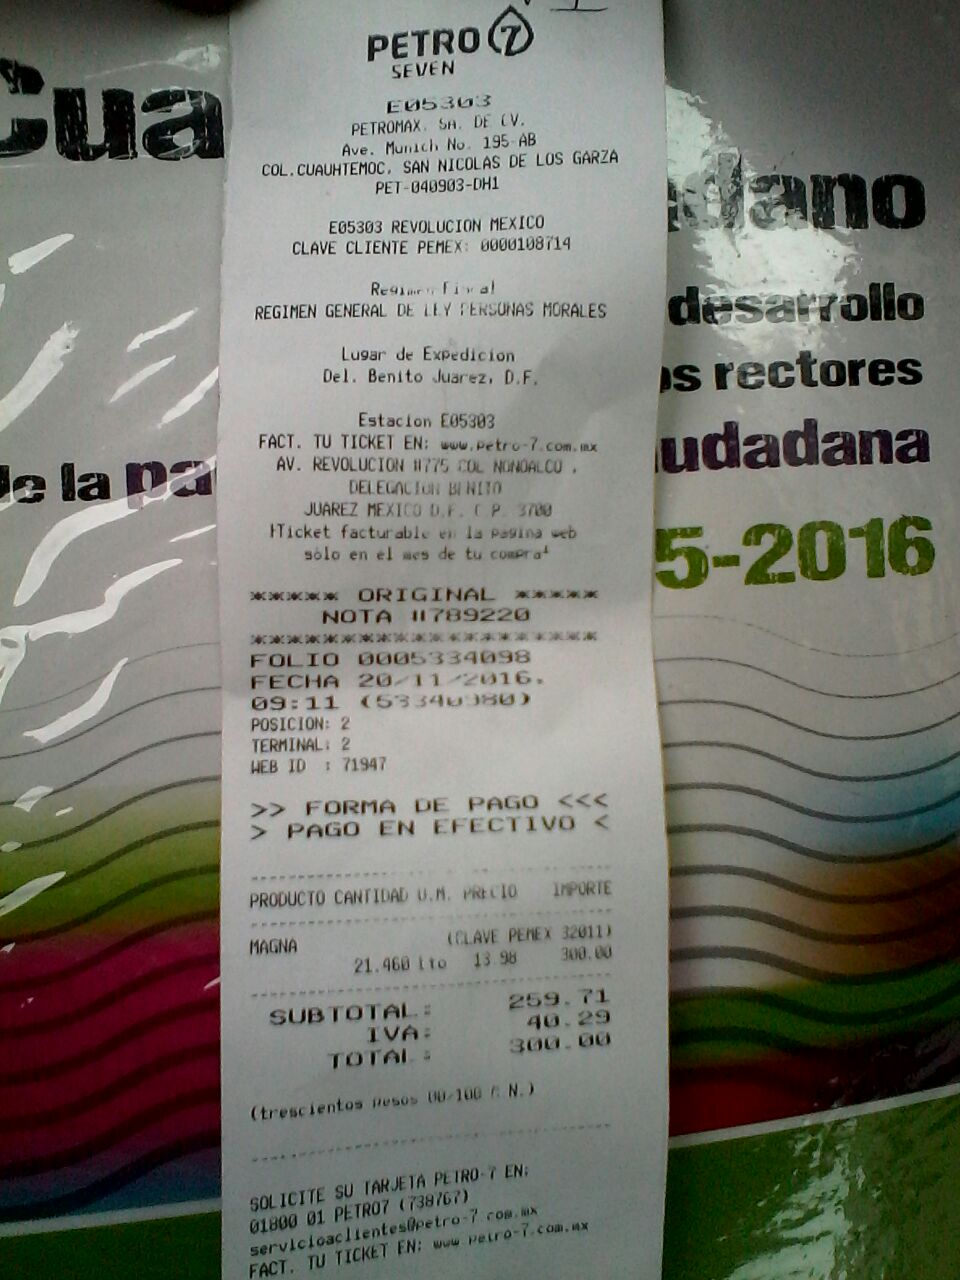 PETRO 7
SEVEN
E05303
PETROMAX. SA. DE CV.
Ave. Munich No. 195-AB
COL.CUAUHTEMOC, SAN NICOLAS DE LOS GARZA
PET-040903-DH1
E05303 REVOLUCION MEXICO
CLAVE CLIENTE PEMEX: 0000108714
Regimen Fiscal
REGIMEN GENERAL DE LEY PERSONAS MORALES
Lugar de Expedicion
Del. Benito Juarez, D.F.
Estacion E05303
FACT. TU TICKET EN: www.petro-7.com.mx
AV. REVOLUCION #775 COL NONOALCO ,
DELEGACION BENITO
JUAREZ MEXICO D.F. C.P. 3700
!Ticket facturable en la pagina web
sólo en el mes de tu compra!
***** ORIGINAL *****
NOTA #789220
*************************
FOLIO 0005334098
FECHA 20/11/2016.
09:11 (53340980)
POSICION: 2
TERMINAL: 2
WEB ID : 71947
>> FORMA DE PAGO <<<
> PAGO EN EFECTIVO <
PRODUCTO CANTIDAD U.M. PRECIO IMPORTE
MAGNA (CLAVE PEMEX 32011)
21.460 Lto 13.98 300.00
SUBTOTAL: 259.71
IVA: 40.29
TOTAL: 300.00
(trescientos pesos 00/100 M.N.)
SOLICITE SU TARJETA PETRO-7 EN:
01800 01 PETRO7 (738767)
servicioaclientes@petro-7.com.mx
FACT. TU TICKET EN: www.petro-7.com.mx
Cua
dano
desarrollo
os rectores
de la pa
udadana
5-2016